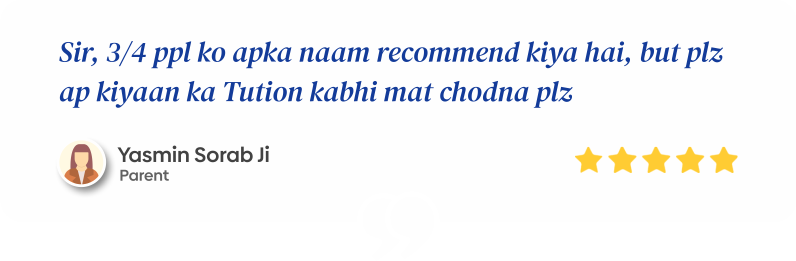 Sir, 3/4 ppl ko apka naam recommend kiya hai, but plz
ap kiyaan ka Tution kabhi mat chodna plz
Yasmin Sorab Ji
Parent